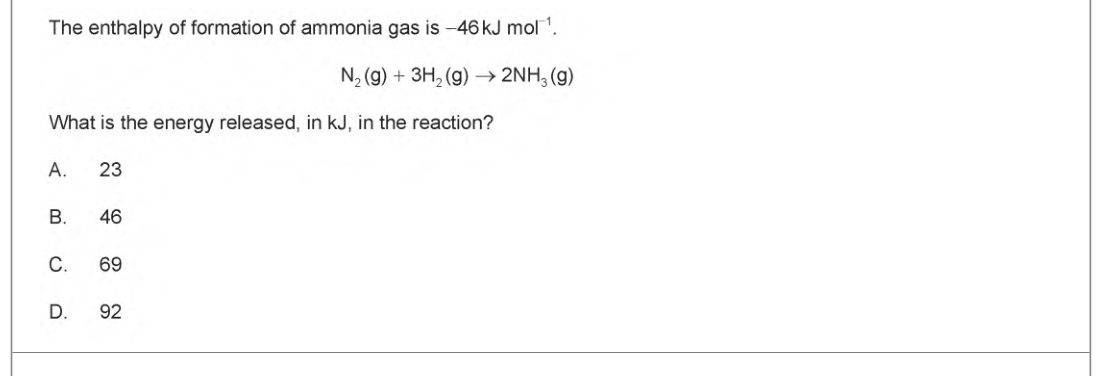 The enthalpy of formation of ammonia gas is −46 kJ mol⁻¹.
N₂(g) + 3H₂(g) → 2NH₃(g)
What is the energy released, in kJ, in the reaction?
A. 23
B. 46
C. 69
D. 92